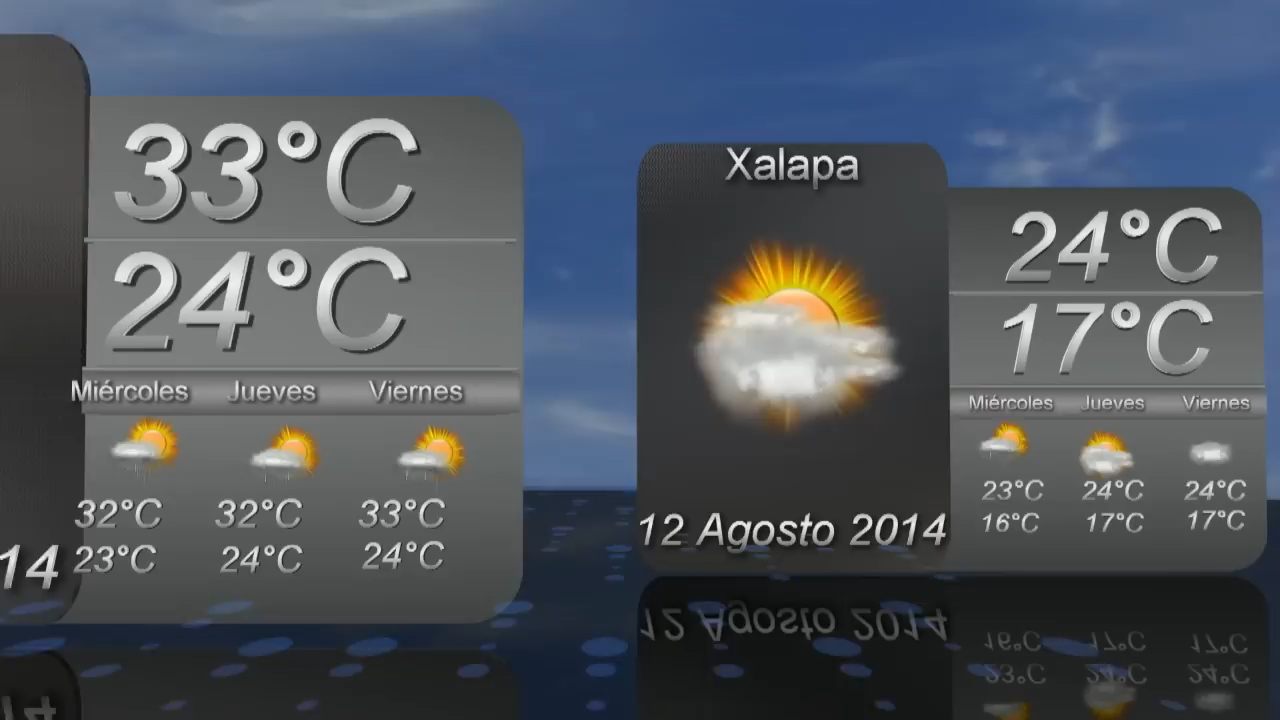 33°C
24°C
Miércoles Jueves Viernes
32°C 32°C 33°C
23°C 24°C 24°C
14
Xalapa
12 Agosto 2014
24°C
17°C
Miércoles Jueves Viernes
23°C 24°C 24°C
16°C 17°C 17°C